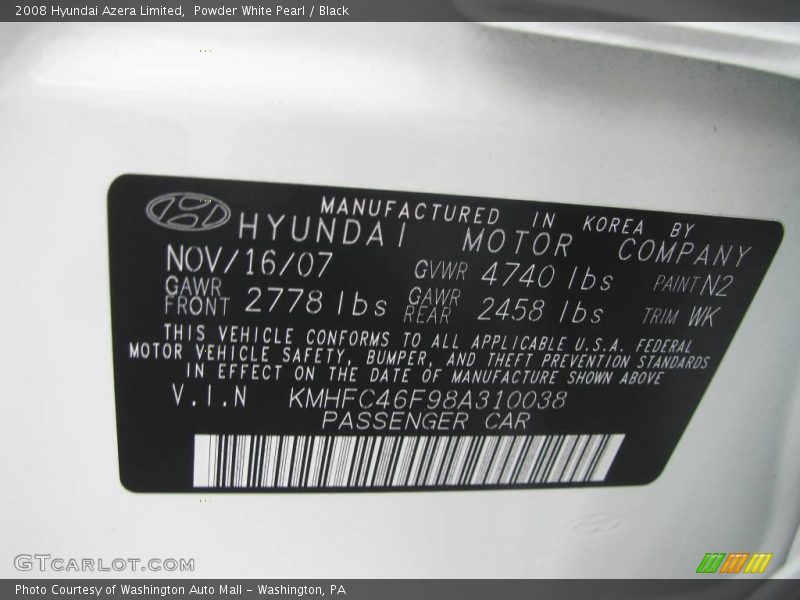 2008 Hyundai Azera Limited, Powder White Pearl / Black
MANUFACTURED IN KOREA BY
HYUNDAI MOTOR COMPANY
NOV/16/07 GVWR 4740 lbs PAINT N2
GAWR FRONT 2778 lbs GAWR REAR 2458 lbs TRIM WK
THIS VEHICLE CONFORMS TO ALL APPLICABLE U.S.A. FEDERAL
MOTOR VEHICLE SAFETY, BUMPER, AND THEFT PREVENTION STANDARDS
IN EFFECT ON THE DATE OF MANUFACTURE SHOWN ABOVE
V.I.N KMHFC46F98A310038
PASSENGER CAR
GTCARLOT.COM
Photo Courtesy of Washington Auto Mall - Washington, PA